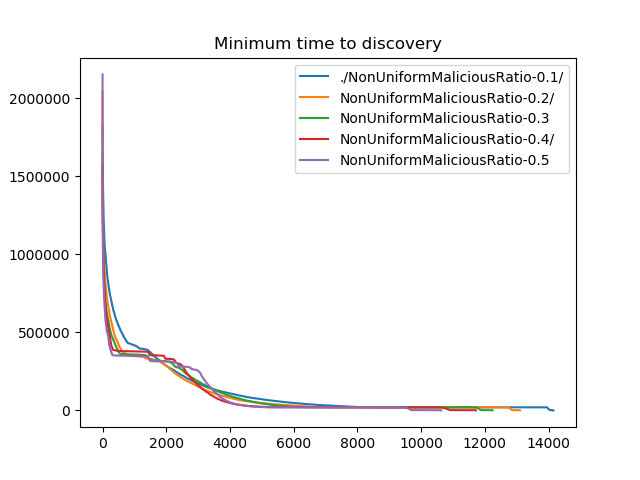 Minimum time to discovery
./NonUniformMaliciousRatio-0.1/
NonUniformMaliciousRatio-0.2/
NonUniformMaliciousRatio-0.3
NonUniformMaliciousRatio-0.4/
NonUniformMaliciousRatio-0.5
2000000
1500000
1000000
500000
0
0 2000 4000 6000 8000 10000 12000 14000